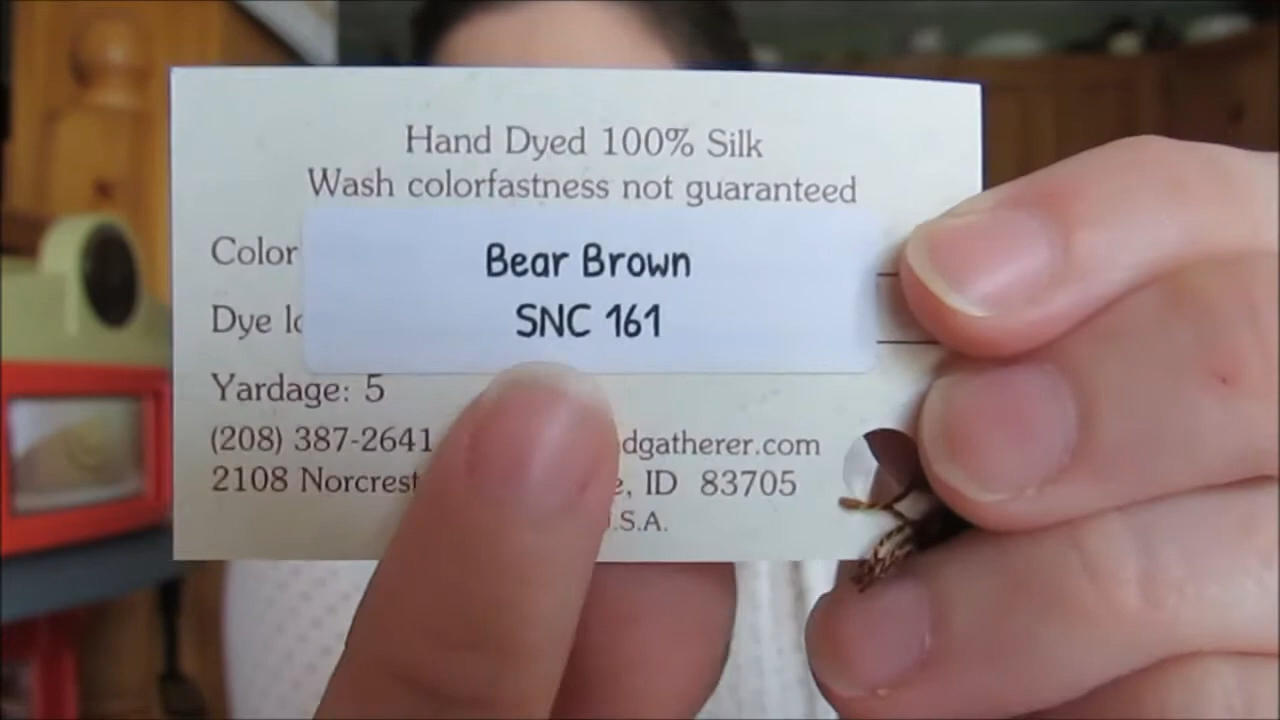 Hand Dyed 100% Silk
Wash colorfastness not guaranteed
Color
Bear Brown
Dye
SNC 161
Yardage: 5
(208) 387-2641 dgatherer.com
2108 Norcrest ID 83705
.S.A.